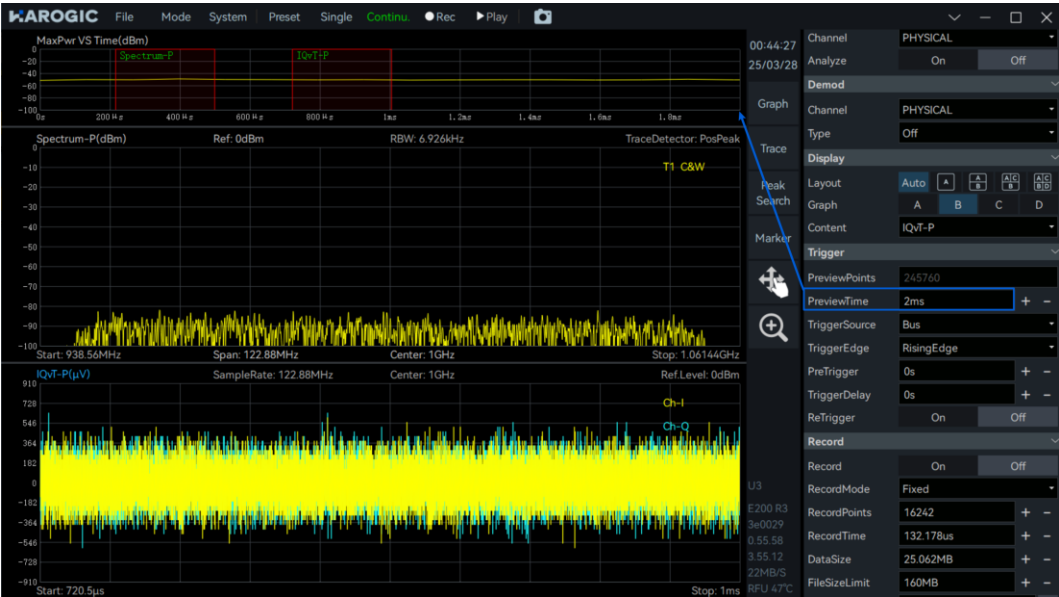 HAROGIC File Mode System Preset Single Continu. Rec Play
MaxPwr VS Time(dBm)
0
-20
-40
-60
-80
-100
Spectrum-P
IQvT-P
0s 200μs 400μs 600μs 800μs 1ms 1.2ms 1.4ms 1.6ms 1.8ms
Spectrum-P(dBm) Ref: 0dBm RBW: 6.926kHz TraceDetector: PosPeak
T1 C&W
0
-10
-20
-30
-40
-50
-60
-70
-80
-90
-100
Start: 938.56MHz Span: 122.88MHz Center: 1GHz Stop: 1.06144GHz
IQvT-P(μV) SampleRate: 122.88MHz Center: 1GHz Ref.Level: 0dBm
Ch-I
Ch-Q
910
728
546
364
182
0
-182
-364
-546
-728
-910
Start: 720.5μs Stop: 1ms
00:44:27
25/03/28
Graph
Trace
Peak
Search
Marker
U3
E200 R3
3e0029
0.55.58
3.55.12
22MB/S
RFU 47°C
Channel PHYSICAL
Analyze On Off
Demod
Channel PHYSICAL
Type Off
Display
Layout Auto A A B A C B A C B D
Graph A B C D
Content IQvT-P
Trigger
PreviewPoints 245760
PreviewTime 2ms + -
TriggerSource Bus
TriggerEdge RisingEdge
PreTrigger 0s + -
TriggerDelay 0s + -
ReTrigger On Off
Record
Record On Off
RecordMode Fixed
RecordPoints 16242 + -
RecordTime 132.178us + -
DataSize 25.062MB + -
FileSizeLimit 160MB + -